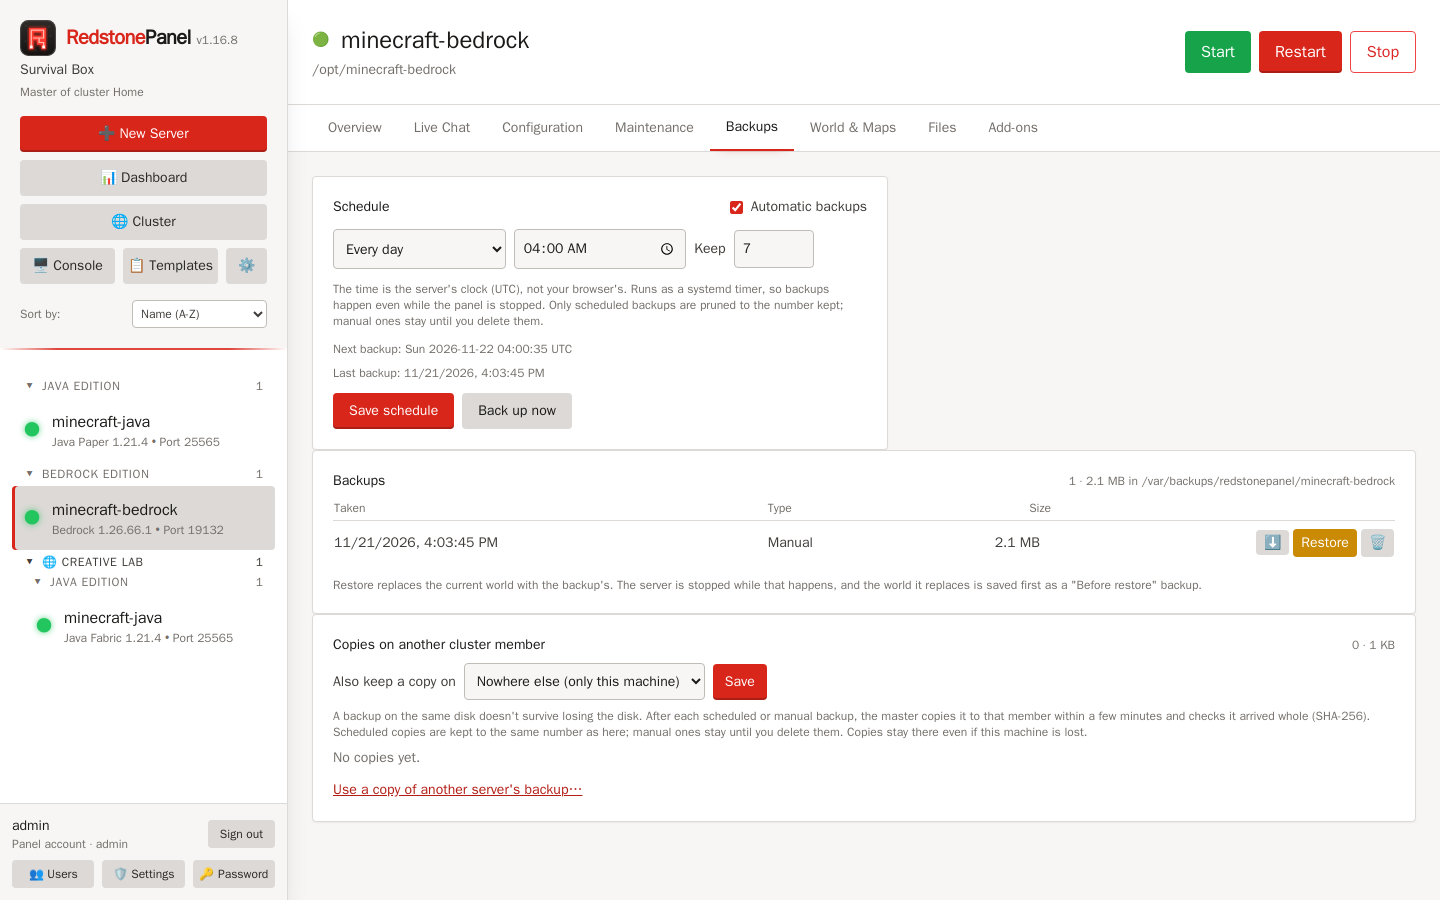 RedstonePanel v1.16.8
Survival Box
Master of cluster Home
➕ New Server
📊 Dashboard
🌐 Cluster
🖥️ Console
📋 Templates
⚙️
Sort by:
Name (A-Z)
▼ JAVA EDITION 1
minecraft-java
Java Paper 1.21.4 • Port 25565
▼ BEDROCK EDITION 1
minecraft-bedrock
Bedrock 1.26.66.1 • Port 19132
▼ 🌐 CREATIVE LAB 1
▼ JAVA EDITION 1
minecraft-java
Java Fabric 1.21.4 • Port 25565
admin
Panel account · admin
Sign out
👥 Users
🛡️ Settings
🔑 Password
minecraft-bedrock
/opt/minecraft-bedrock
Start
Restart
Stop
Overview
Live Chat
Configuration
Maintenance
Backups
World & Maps
Files
Add-ons
Schedule
Automatic backups
Every day
04:00 AM
Keep
7
The time is the server's clock (UTC), not your browser's. Runs as a systemd timer, so backups
happen even while the panel is stopped. Only scheduled backups are pruned to the number kept;
manual ones stay until you delete them.
Next backup: Sun 2026-11-22 04:00:35 UTC
Last backup: 11/21/2026, 4:03:45 PM
Save schedule
Back up now
Backups
1 · 2.1 MB in /var/backups/redstonepanel/minecraft-bedrock
Taken
Type
Size
11/21/2026, 4:03:45 PM
Manual
2.1 MB
⬇️
Restore
🗑️
Restore replaces the current world with the backup's. The server is stopped while that happens, and the world it replaces is saved first as a "Before restore" backup.
Copies on another cluster member
0 · 1 KB
Also keep a copy on
Nowhere else (only this machine)
Save
A backup on the same disk doesn't survive losing the disk. After each scheduled or manual backup, the master copies it to that member within a few minutes and checks it arrived whole (SHA-256).
Scheduled copies are kept to the same number as here; manual ones stay until you delete them. Copies stay there even if this machine is lost.
No copies yet.
Use a copy of another server's backup…